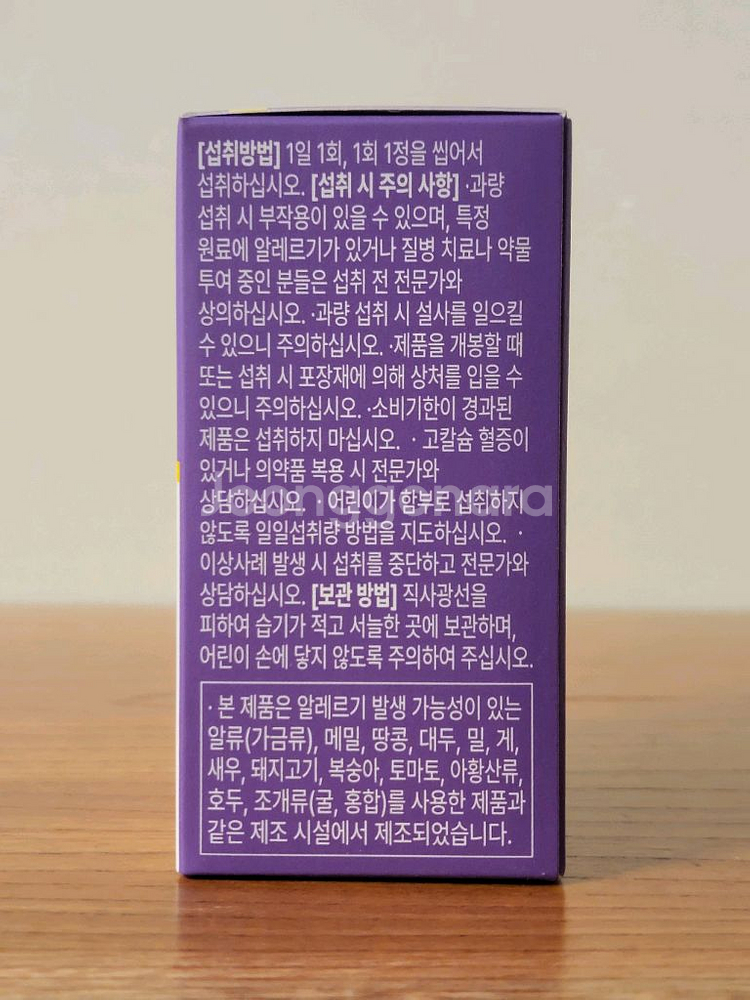 [섭취방법] 1일 1회, 1회 1정을 씹어서
섭취하십시오. [섭취 시 주의 사항] ·과량
섭취 시 부작용이 있을 수 있으며, 특정
원료에 알레르기가 있거나 질병 치료나 약물
투여 중인 분들은 섭취 전 전문가와
상의하십시오. ·과량 섭취 시 설사를 일으킬
수 있으니 주의하십시오. ·제품을 개봉할 때
또는 섭취 시 포장재에 의해 상처를 입을 수
있으니 주의하십시오. ·소비기한이 경과된
제품은 섭취하지 마십시오. · 고칼슘 혈증이
있거나 의약품 복용 시 전문가와
상담하십시오. 어린이가 함부로 섭취하지
Joonggonara
않도록 일일섭취량 방법을 지도하십시오. ·
이상사례 발생 시 섭취를 중단하고 전문가와
상담하십시오. [보관 방법] 직사광선을
피하여 습기가 적고 서늘한 곳에 보관하며,
어린이 손에 닿지 않도록 주의하여 주십시오.
· 본 제품은 알레르기 발생 가능성이 있는
알류(가금류), 메밀, 땅콩, 대두, 밀, 게,
새우, 돼지고기, 복숭아, 토마토, 아황산류,
호두, 조개류(굴, 홍합)를 사용한 제품과
같은 제조 시설에서 제조되었습니다.